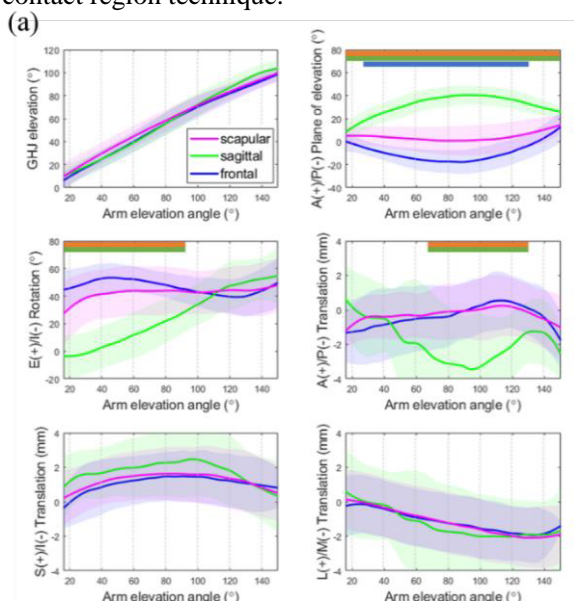 contact region technique.
(a)
120
100
80
60
40
20
0
GHJ elevation (°)
scapular
sagittal
frontal
20 40 60 80 100 120 140
Arm elevation angle (°)
80
60
40
20
0
-20
-40
A(+)/P(-) Plane of elevation (°)
20 40 60 80 100 120 140
Arm elevation angle (°)
80
60
40
20
0
-20
E(+)/I(-) Rotation (°)
20 40 60 80 100 120 140
Arm elevation angle (°)
4
2
0
-2
-4
A(+)/P(-) Translation (mm)
20 40 60 80 100 120 140
Arm elevation angle (°)
4
2
0
-2
-4
S(+)/I(-) Translation (mm)
20 40 60 80 100 120 140
Arm elevation angle (°)
4
2
0
-2
-4
L(+)/M(-) Translation (mm)
20 40 60 80 100 120 140
Arm elevation angle (°)